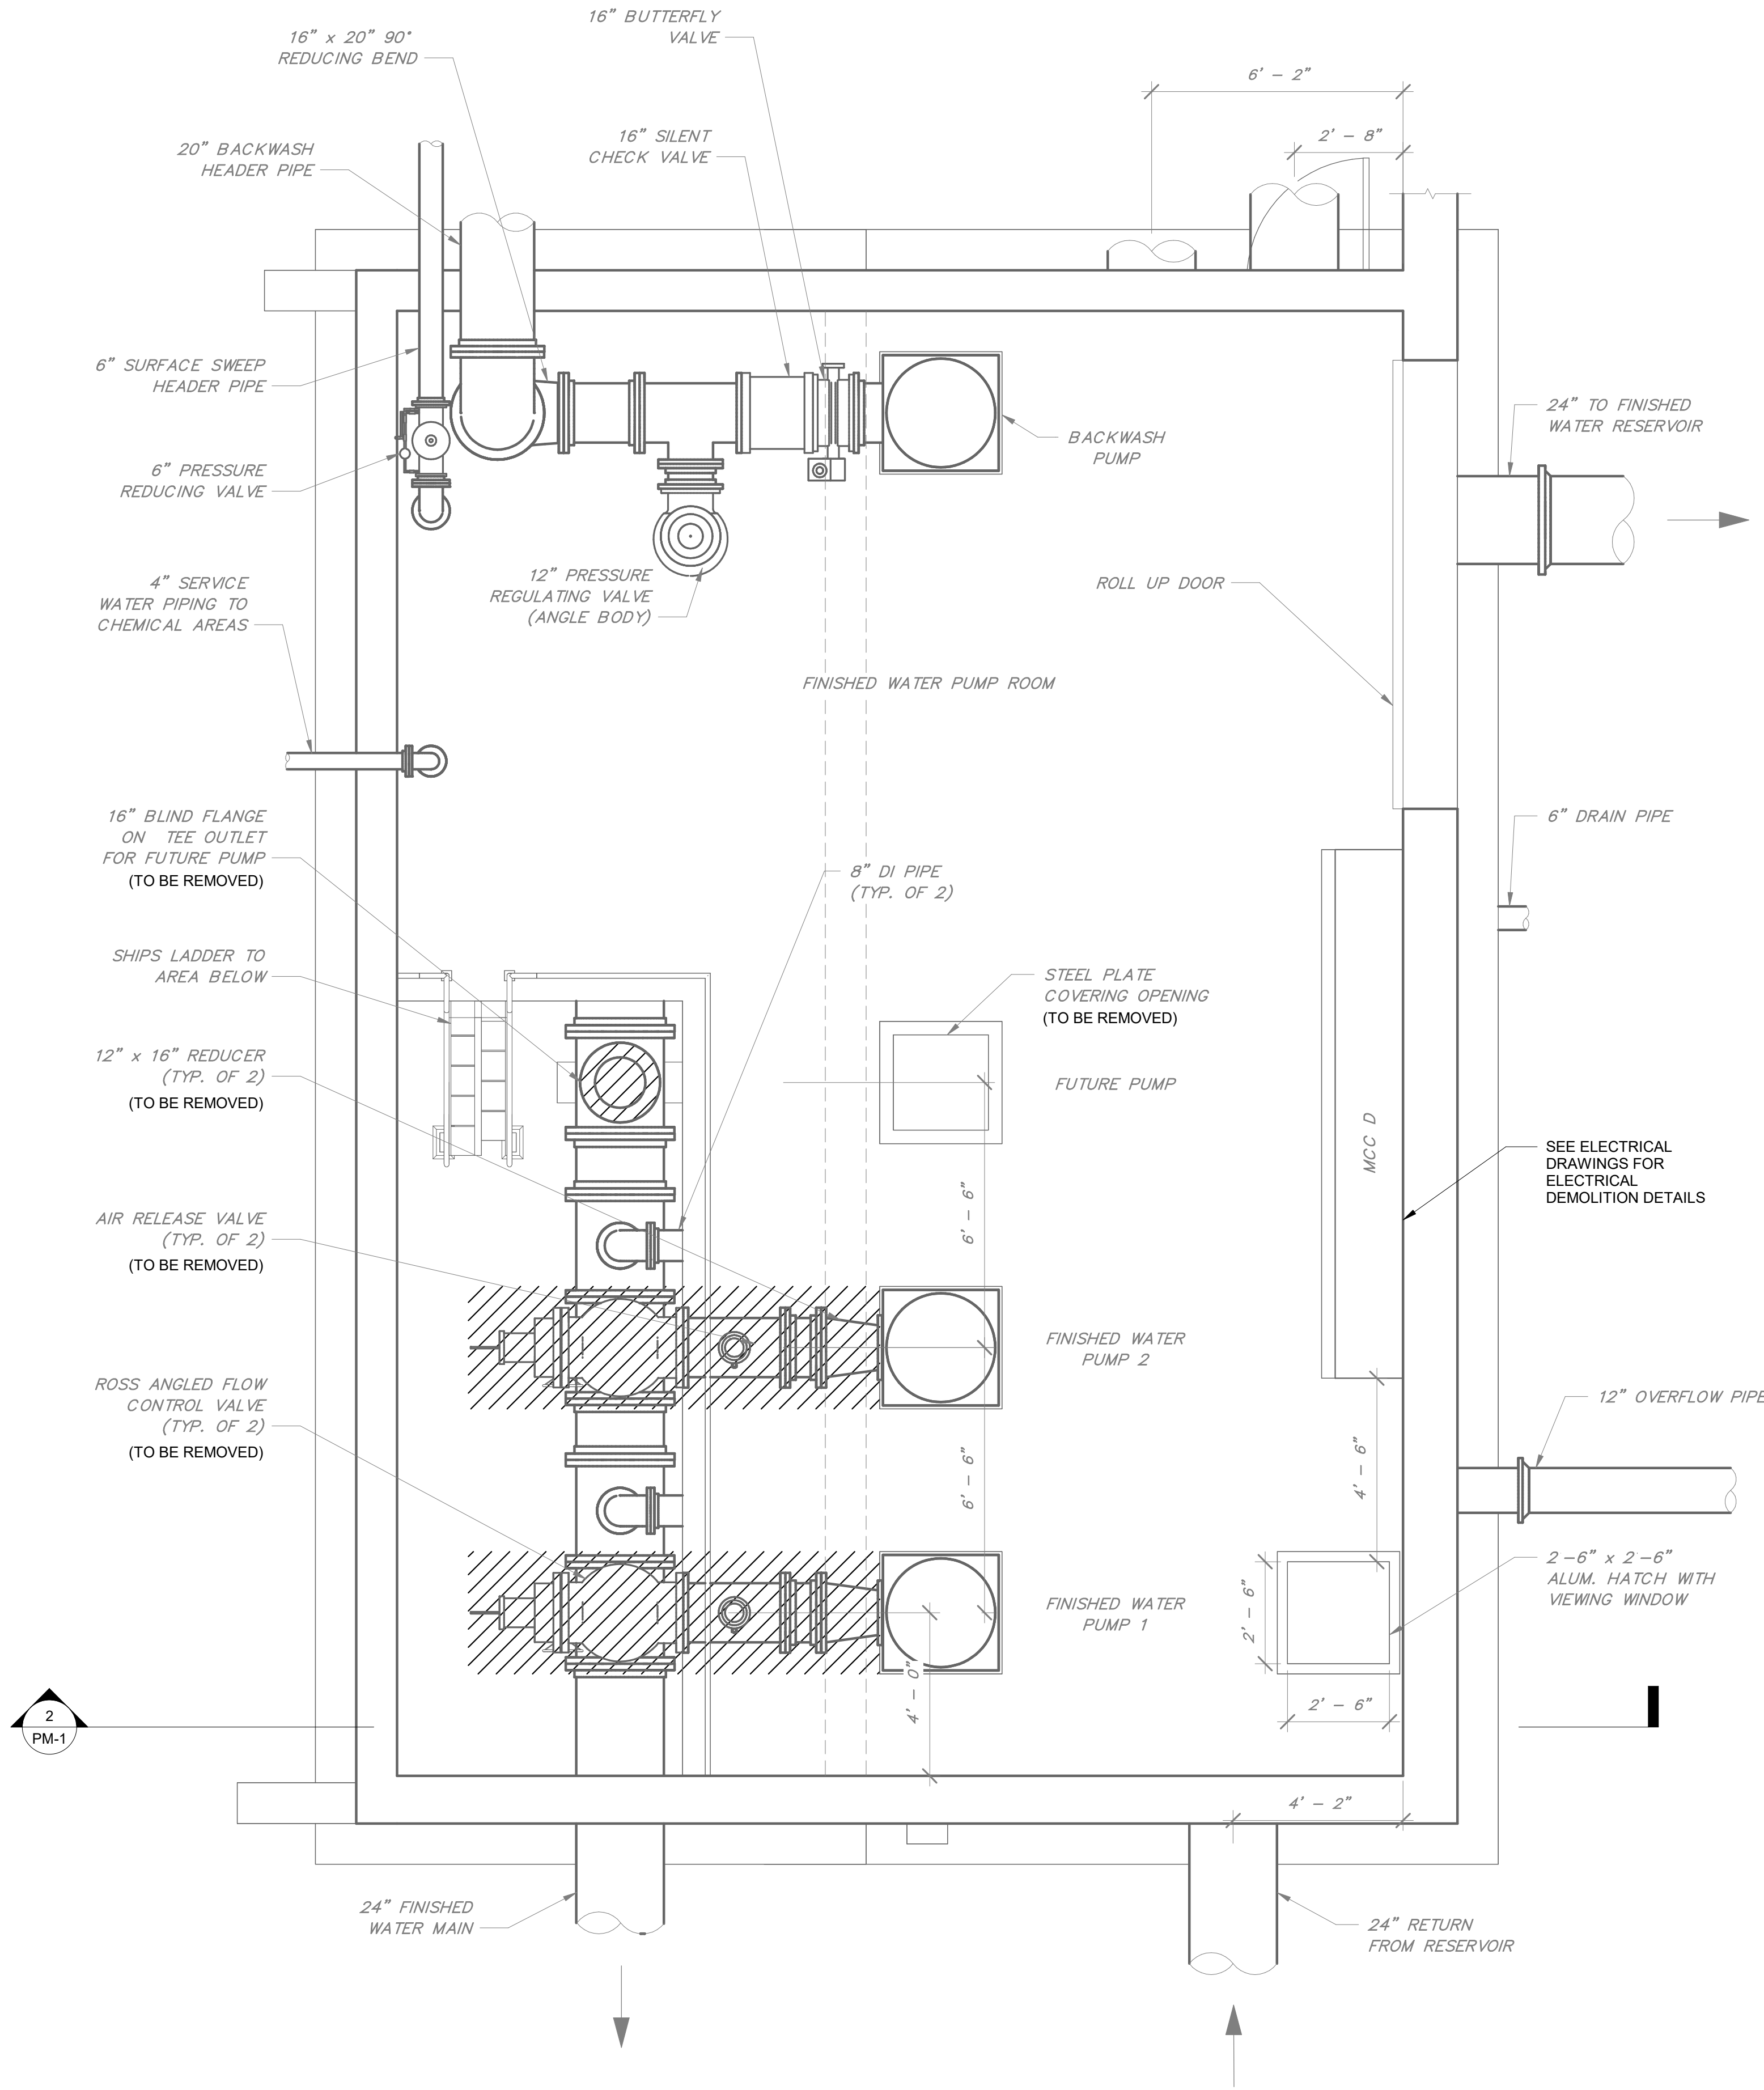 16” BUTTERFLY
VALVE
16” x 20” 90°
REDUCING BEND
6’ – 2”
2’ – 8”
16” SILENT
CHECK VALVE
20” BACKWASH
HEADER PIPE
6” SURFACE SWEEP
HEADER PIPE
24” TO FINISHED
WATER RESERVOIR
BACKWASH
PUMP
6” PRESSURE
REDUCING VALVE
12” PRESSURE
REGULATING VALVE
(ANGLE BODY)
4” SERVICE
WATER PIPING TO
CHEMICAL AREAS
ROLL UP DOOR
FINISHED WATER PUMP ROOM
16” BLIND FLANGE
ON TEE OUTLET
FOR FUTURE PUMP
(TO BE REMOVED)
6” DRAIN PIPE
8” DI PIPE
(TYP. OF 2)
SHIPS LADDER TO
AREA BELOW
STEEL PLATE
COVERING OPENING
(TO BE REMOVED)
12” x 16” REDUCER
(TYP. OF 2)
(TO BE REMOVED)
FUTURE PUMP
MCC D
SEE ELECTRICAL
DRAWINGS FOR
ELECTRICAL
DEMOLITION DETAILS
6’ – 6”
AIR RELEASE VALVE
(TYP. OF 2)
(TO BE REMOVED)
FINISHED WATER
PUMP 2
ROSS ANGLED FLOW
CONTROL VALVE
(TYP. OF 2)
(TO BE REMOVED)
12” OVERFLOW PIPE
6’ – 6”
4’ – 6”
2 –6” x 2 –6”
ALUM. HATCH WITH
VIEWING WINDOW
FINISHED WATER
PUMP 1
2’ – 6”
4’ – 0”
2’ – 6”
2
PM-1
4’ – 2”
24” FINISHED
WATER MAIN
24” RETURN
FROM RESERVOIR